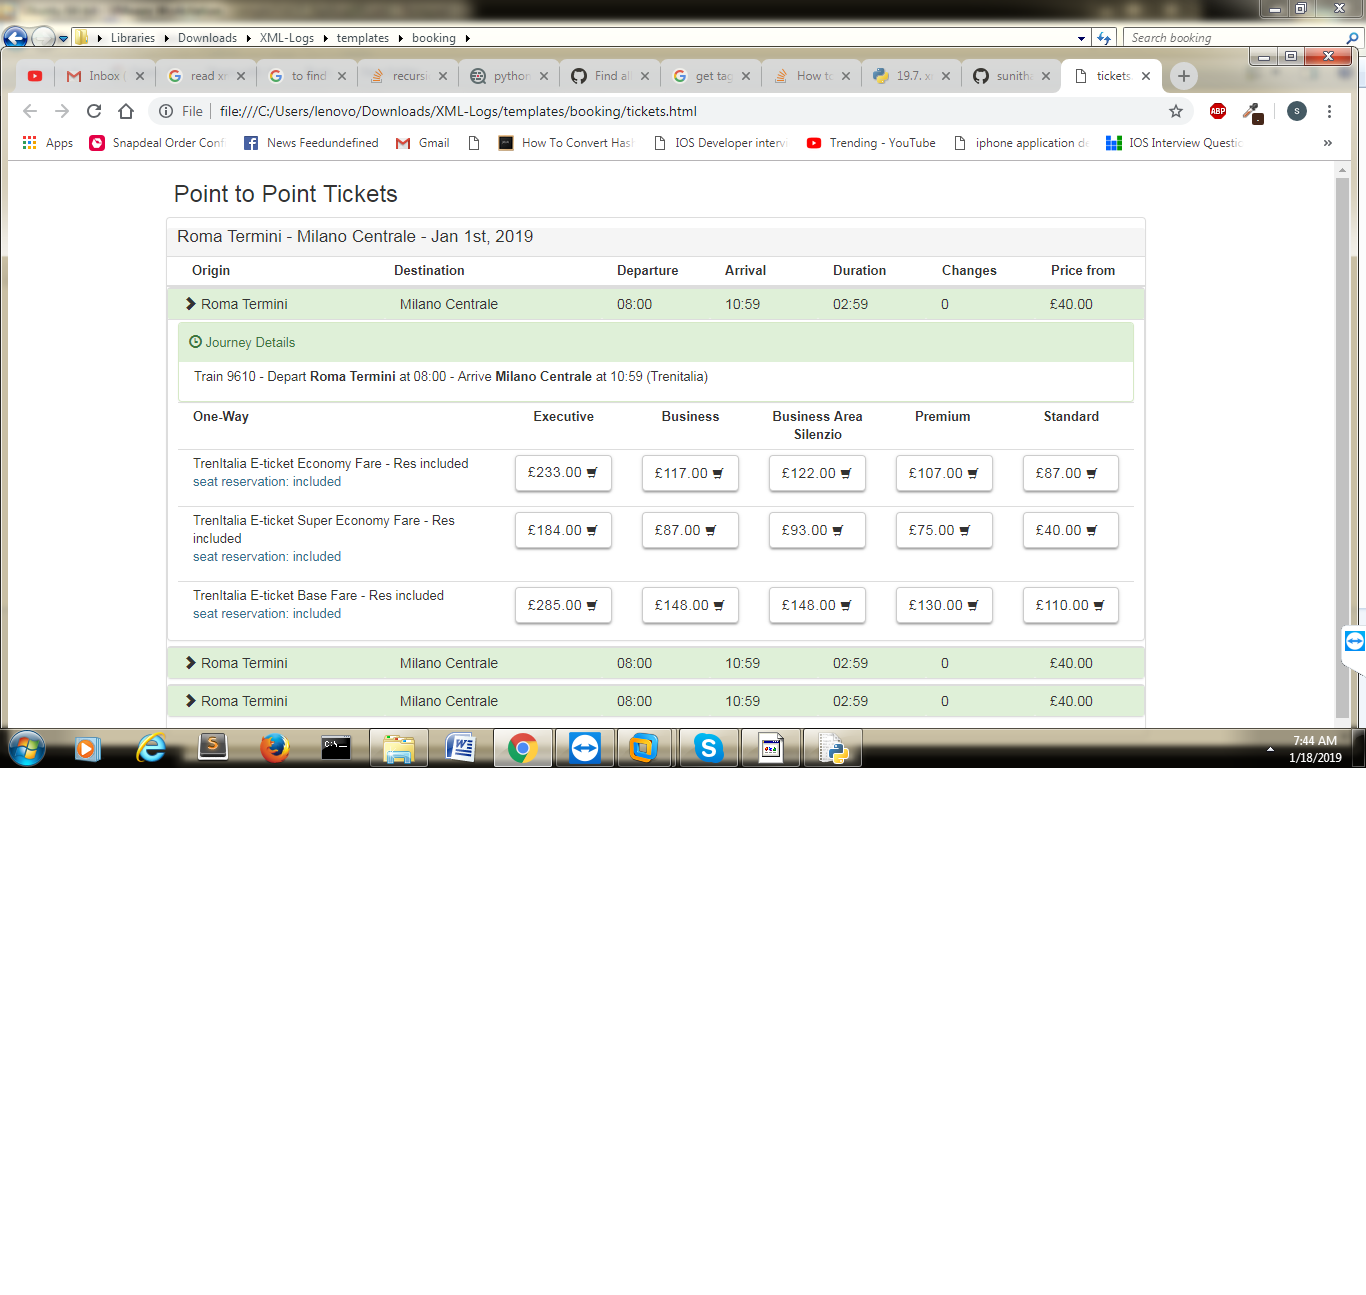 Libraries Downloads XML-Logs templates booking Search booking
Inbox read xm to find recursi python Find all get tag How to 19.7. x sunitha tickets
File file:///C:/Users/lenovo/Downloads/XML-Logs/templates/booking/tickets.html ABP S
Apps Snapdeal Order Conf News Feedundefined Gmail How To Convert Hash IOS Developer interv Trending - YouTube iphone application de IOS Interview Questio »
Point to Point Tickets
Roma Termini - Milano Centrale - Jan 1st, 2019
Origin Destination Departure Arrival Duration Changes Price from
Roma Termini Milano Centrale 08:00 10:59 02:59 0 £40.00
Journey Details
Train 9610 - Depart Roma Termini at 08:00 - Arrive Milano Centrale at 10:59 (Trenitalia)
One-Way Executive Business Business Area Silenzio Premium Standard
TrenItalia E-ticket Economy Fare - Res included £233.00 £117.00 £122.00 £107.00 £87.00
seat reservation: included
TrenItalia E-ticket Super Economy Fare - Res £184.00 £87.00 £93.00 £75.00 £40.00
included
seat reservation: included
TrenItalia E-ticket Base Fare - Res included £285.00 £148.00 £148.00 £130.00 £110.00
seat reservation: included
Roma Termini Milano Centrale 08:00 10:59 02:59 0 £40.00
Roma Termini Milano Centrale 08:00 10:59 02:59 0 £40.00
7:44 AM
1/18/2019